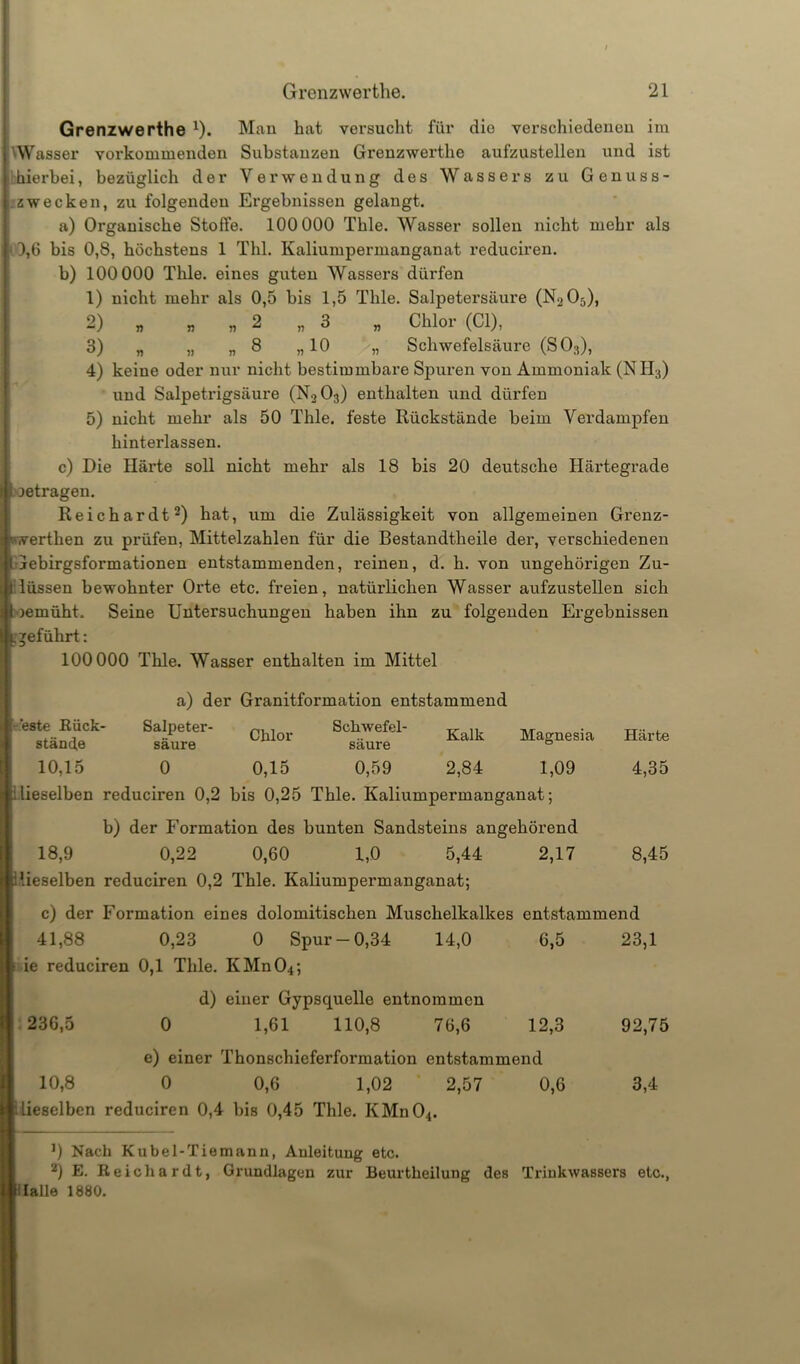 Grenzwerthe. 21
Grenzwerthe ¹). Man hat versucht für die verschiedenen im
Wasser vorkommenden Substanzen Grenzwerthe aufzustellen und ist
hierbei, bezüglich der Verwendung des Wassers zu Genuss-
zwecken, zu folgenden Ergebnissen gelangt.
a) Organische Stoffe. 100000 Thle. Wasser sollen nicht mehr als
0,6 bis 0,8, höchstens 1 Thl. Kaliumpermanganat reduciren.
b) 100000 Thle. eines guten Wassers dürfen
1) nicht mehr als 0,5 bis 1,5 Thle. Salpetersäure (N₂O₅),
2) „ „ „ 2 „ 3 „ Chlor (Cl),
3) „ „ „ 8 „ 10 „ Schwefelsäure (SO₃),
4) keine oder nur nicht bestimmbare Spuren von Ammoniak (NH₃)
und Salpetrigsäure (N₂O₃) enthalten und dürfen
5) nicht mehr als 50 Thle. feste Rückstände beim Verdampfen
hinterlassen.
c) Die Härte soll nicht mehr als 18 bis 20 deutsche Härtegrade
betragen.
Reichardt²) hat, um die Zulässigkeit von allgemeinen Grenz-
werthen zu prüfen, Mittelzahlen für die Bestandtheile der, verschiedenen
Gebirgsformationen entstammenden, reinen, d. h. von ungehörigen Zu-
flüssen bewohnter Orte etc. freien, natürlichen Wasser aufzustellen sich
bemüht. Seine Untersuchungen haben ihn zu folgenden Ergebnissen
geführt:
100000 Thle. Wasser enthalten im Mittel
a) der Granitformation entstammend
feste Rück-stände Salpeter-säure Chlor Schwefel-säure Kalk Magnesia Härte
10,15 0 0,15 0,59 2,84 1,09 4,35
dieselben reduciren 0,2 bis 0,25 Thle. Kaliumpermanganat;
b) der Formation des bunten Sandsteins angehörend
18,9 0,22 0,60 1,0 5,44 2,17 8,45
dieselben reduciren 0,2 Thle. Kaliumpermanganat;
c) der Formation eines dolomitischen Muschelkalkes entstammend
41,88 0,23 0 Spur – 0,34 14,0 6,5 23,1
sie reduciren 0,1 Thle. KMnO₄;
d) einer Gypsquelle entnommen
236,5 0 1,61 110,8 76,6 12,3 92,75
e) einer Thonschieferformation entstammend
10,8 0 0,6 1,02 2,57 0,6 3,4
dieselben reduciren 0,4 bis 0,45 Thle. KMnO₄.
¹) Nach Kubel-Tiemann, Anleitung etc.
²) E. Reichardt, Grundlagen zur Beurtheilung des Trinkwassers etc.,
Halle 1880.